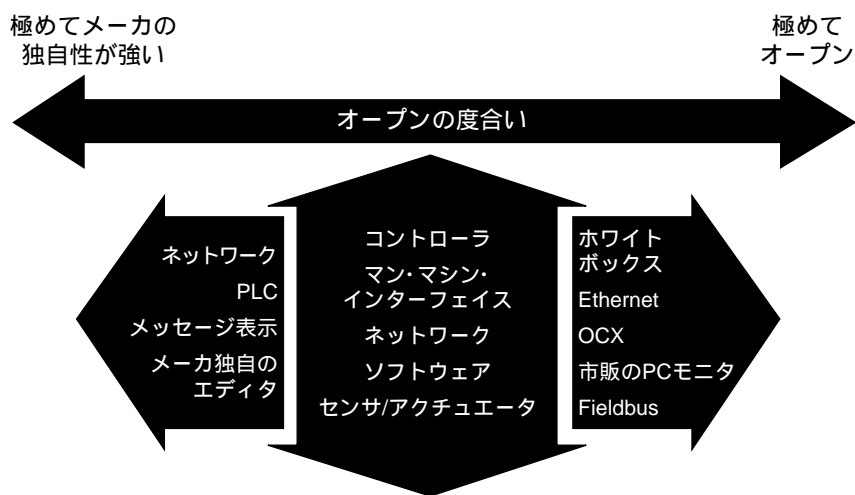 極めてメーカの
独自性が強い
極めて
オープン
オープンの度合い
ネットワーク
PLC
メッセージ表示
メーカ独自の
エディタ
コントローラ
マン・マシン・
インターフェイス
ネットワーク
ソフトウェア
センサ/アクチュエータ
ホワイト
ボックス
Ethernet
OCX
市販のPCモニタ
Fieldbus